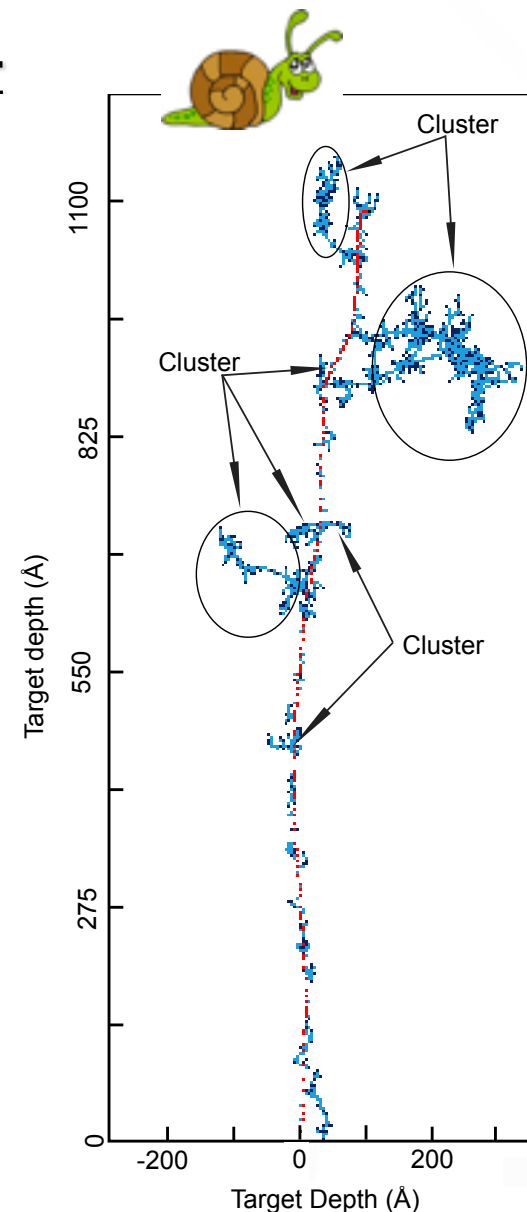 Cluster
1100
Cluster
825
Target depth (Å)
550
Cluster
275
0
-200 0 200
Target Depth (Å)